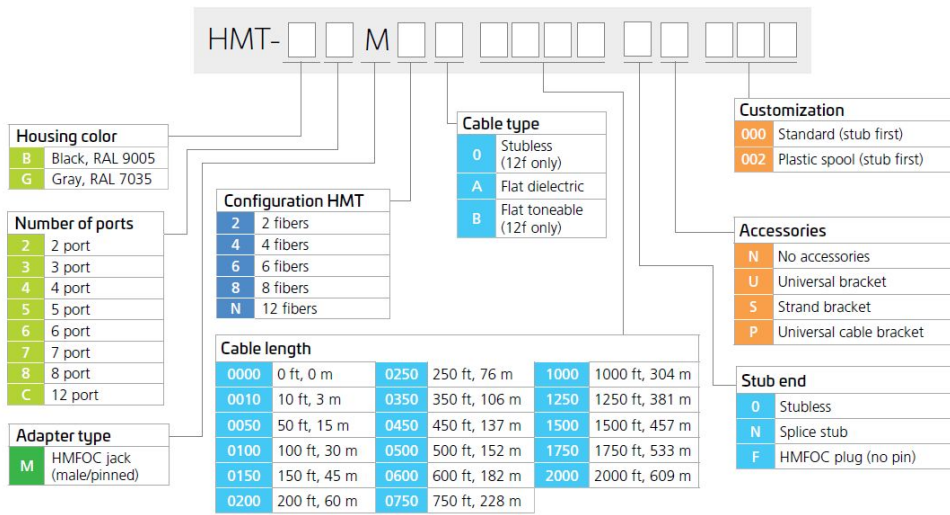 HMT- M
Housing color
B Black, RAL 9005
G Gray, RAL 7035
Number of ports
2 2 port
3 3 port
4 4 port
5 5 port
6 6 port
7 7 port
8 8 port
C 12 port
Adapter type
M HMFOC jack
(male/pinned)
Configuration HMT
2 2 fibers
4 4 fibers
6 6 fibers
8 8 fibers
N 12 fibers
Cable type
0 Stubless
(12f only)
A Flat dielectric
B Flat toneable
(12f only)
Cable length
0000 0 ft, 0 m 0250 250 ft, 76 m 1000 1000 ft, 304 m
0010 10 ft, 3 m 0350 350 ft, 106 m 1250 1250 ft, 381 m
0050 50 ft, 15 m 0450 450 ft, 137 m 1500 1500 ft, 457 m
0100 100 ft, 30 m 0500 500 ft, 152 m 1750 1750 ft, 533 m
0150 150 ft, 45 m 0600 600 ft, 182 m 2000 2000 ft, 609 m
0200 200 ft, 60 m 0750 750 ft, 228 m
Customization
000 Standard (stub first)
002 Plastic spool (stub first)
Accessories
N No accessories
U Universal bracket
S Strand bracket
P Universal cable bracket
Stub end
0 Stubless
N Splice stub
F HMFOC plug (no pin)